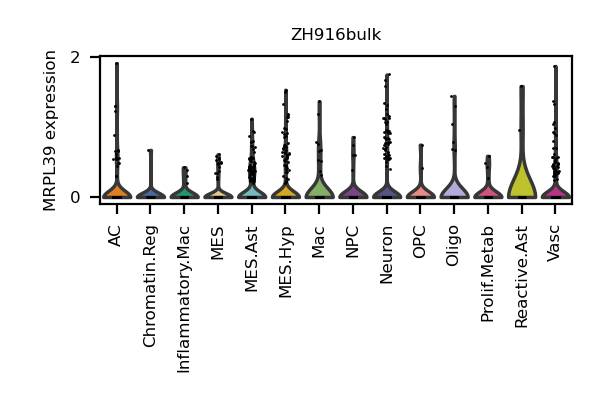 ZH916bulk
MRPL39 expression
2
0
AC
Chromatin.Reg
Inflammatory.Mac
MES
MES.Ast
MES.Hyp
Mac
NPC
Neuron
OPC
Oligo
Prolif.Metab
Reactive.Ast
Vasc